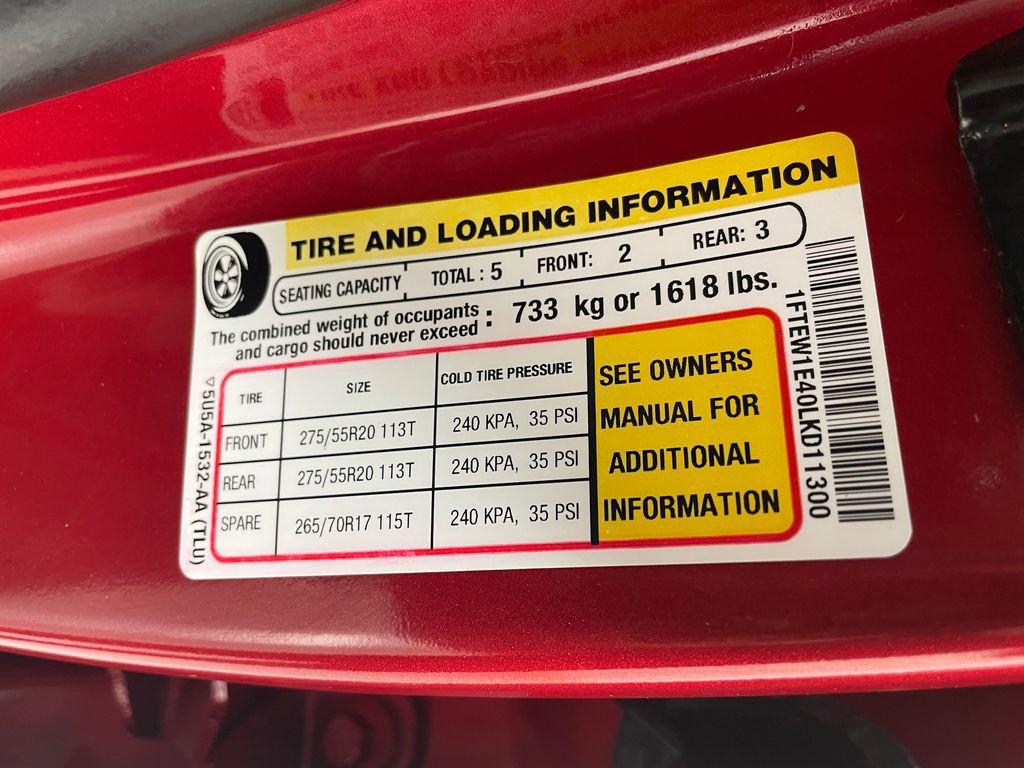 TIRE AND LOADING INFORMATION
SEATING CAPACITY TOTAL : 5 FRONT: 2 REAR: 3
The combined weight of occupants
and cargo should never exceed : 733 kg or 1618 lbs.
TIRE SIZE COLD TIRE PRESSURE
FRONT 275/55R20 113T 240 KPA, 35 PSI
REAR 275/55R20 113T 240 KPA, 35 PSI
SPARE 265/70R17 115T 240 KPA, 35 PSI
SEE OWNERS
MANUAL FOR
ADDITIONAL
INFORMATION
5U5A-1532-AA (TLU)
1FTEW1E40LKD11300